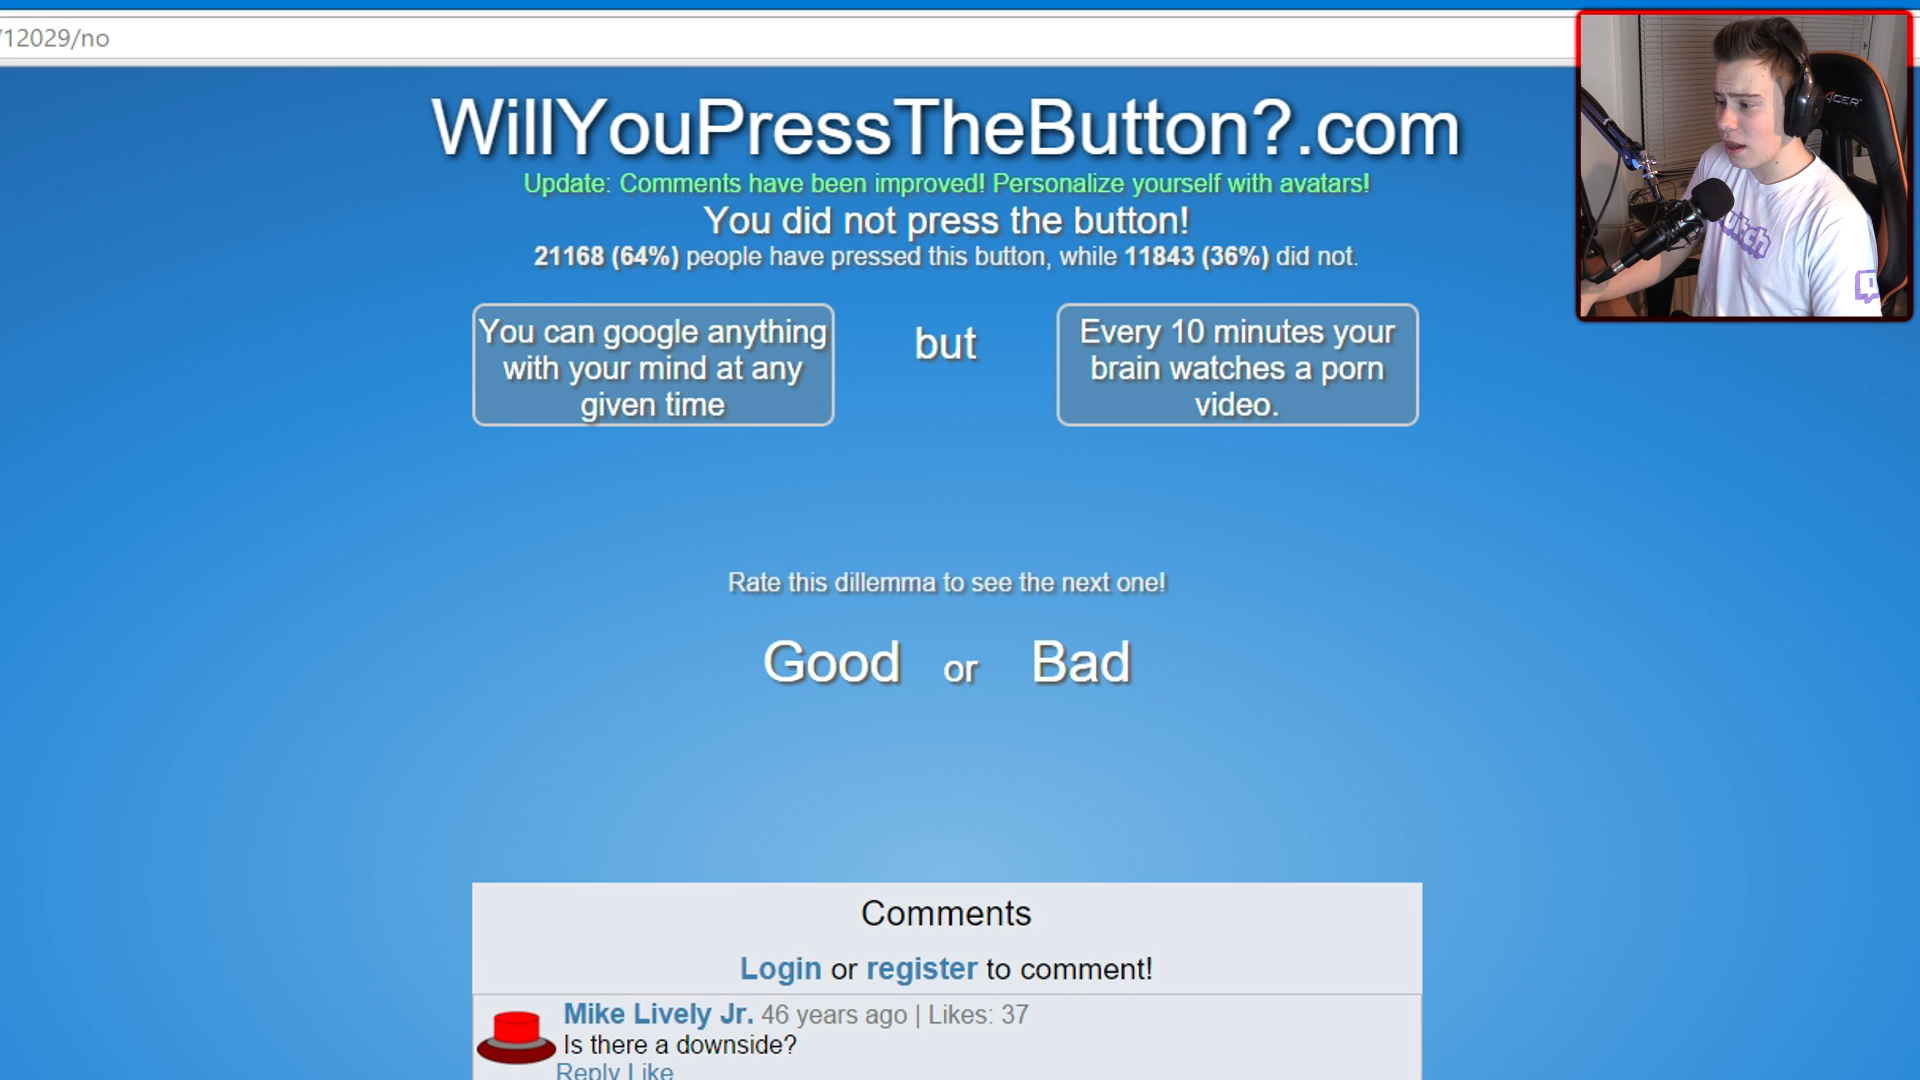 /12029/no
WillYouPressTheButton?.com
Update: Comments have been improved! Personalize yourself with avatars!
You did not press the button!
21168 (64%) people have pressed this button, while 11843 (36%) did not.
You can google anything
with your mind at any
given time
but
Every 10 minutes your
brain watches a porn
video.
Rate this dillemma to see the next one!
Good or Bad
Comments
Login or register to comment!
Mike Lively Jr. 46 years ago | Likes: 37
Is there a downside?
Reply Like